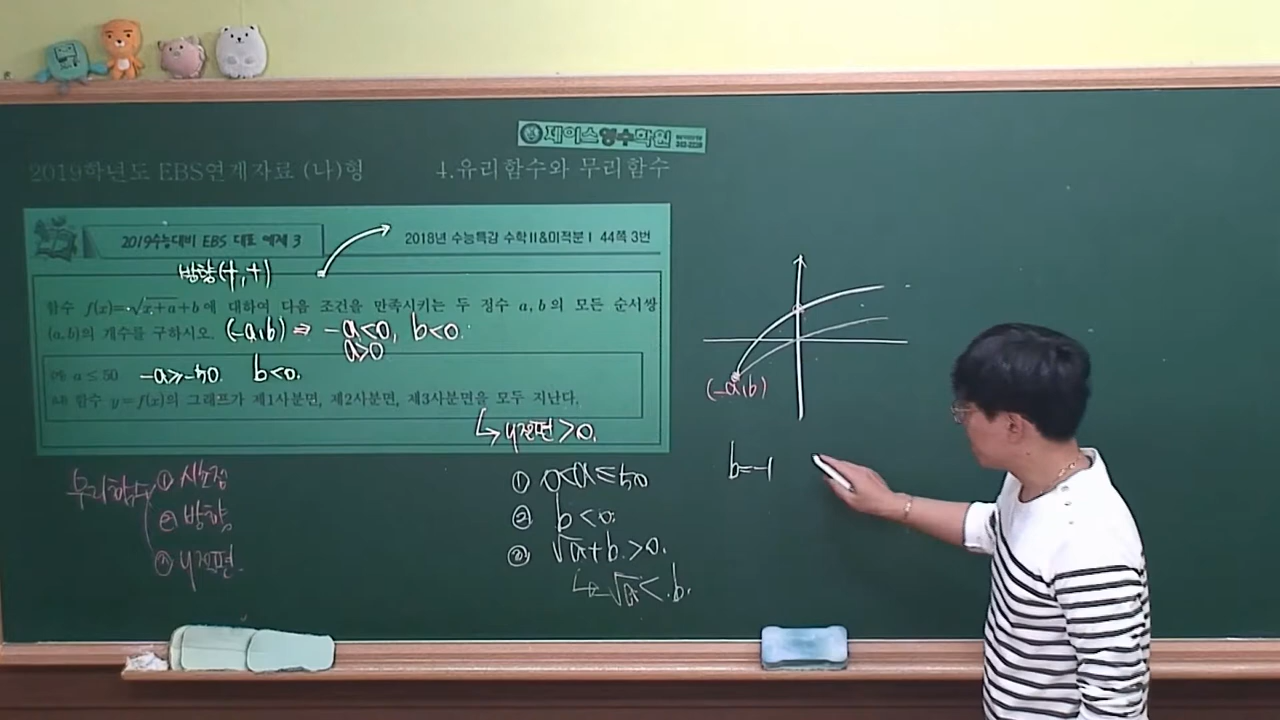 제이스영수학원
2019학년도 EBS연계자료 (나)형
4.유리함수와 무리함수
2019수능대비 EBS 대표 예제 3
2018년 수능특강 수학Ⅱ&미적분Ⅰ 44쪽 3번
방향(+,+)
함수 f(x)=√(x+a)+b에 대하여 다음 조건을 만족시키는 두 정수 a, b의 모든 순서쌍
(a, b)의 개수를 구하시오. (-a,b) ⇒ -a<0, b<0.
a>0
(가) a ≤ 50 -a≥-50. b<0.
(나) 함수 y=f(x)의 그래프가 제1사분면, 제2사분면, 제3사분면을 모두 지난다.
↳ y절편>0.
무리함수 ① 시작점
② 방향
③ y절편.
① 0<a≤50
② b<0.
③ √a+b.>0.
↳ -√a<.b.
(-a,b)
b=-1